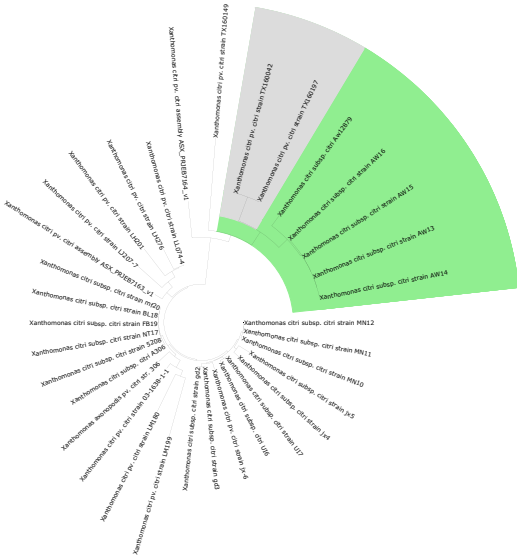 Xanthomonas citri pv. citri strain TX160149
Xanthomonas citri pv. citri strain TX160042
Xanthomonas citri pv. citri strain TX160197
Xanthomonas citri subsp. citri Aw12879
Xanthomonas citri subsp. citri strain AW16
Xanthomonas citri subsp. citri strain AW15
Xanthomonas citri subsp. citri strain AW13
Xanthomonas citri subsp. citri strain AW14
Xanthomonas citri subsp. citri strain MN12
Xanthomonas citri subsp. citri strain MN11
Xanthomonas citri subsp. citri strain MN10
Xanthomonas citri subsp. citri strain jx5
Xanthomonas citri subsp. citri strain jx4
Xanthomonas citri subsp. citri strain UI7
Xanthomonas citri subsp. citri UI6
Xanthomonas citri pv. citri strain jx-6
Xanthomonas citri subsp. citri strain gd3
Xanthomonas citri subsp. citri strain gd2
Xanthomonas citri pv. citri strain LM199
Xanthomonas citri pv. citri strain LM180
Xanthomonas citri pv. citri strain 03-1638-1-1
Xanthomonas axonopodis pv. citri str. 306
Xanthomonas citri subsp. citri A306
Xanthomonas citri subsp. citri strain 5208
Xanthomonas citri subsp. citri strain NT17
Xanthomonas citri subsp. citri strain FB19
Xanthomonas citri subsp. citri strain BL18
Xanthomonas citri subsp. citri strain mf20
Xanthomonas citri pv. citri assembly ASX_PRJEB7163_v1
Xanthomonas citri pv. citri strain LJ207-7
Xanthomonas citri pv. citri strain LH201
Xanthomonas citri pv. citri strain LH276
Xanthomonas citri pv. citri strain LL074-4
Xanthomonas citri pv. citri assembly ASX_PRJEB7164_v1